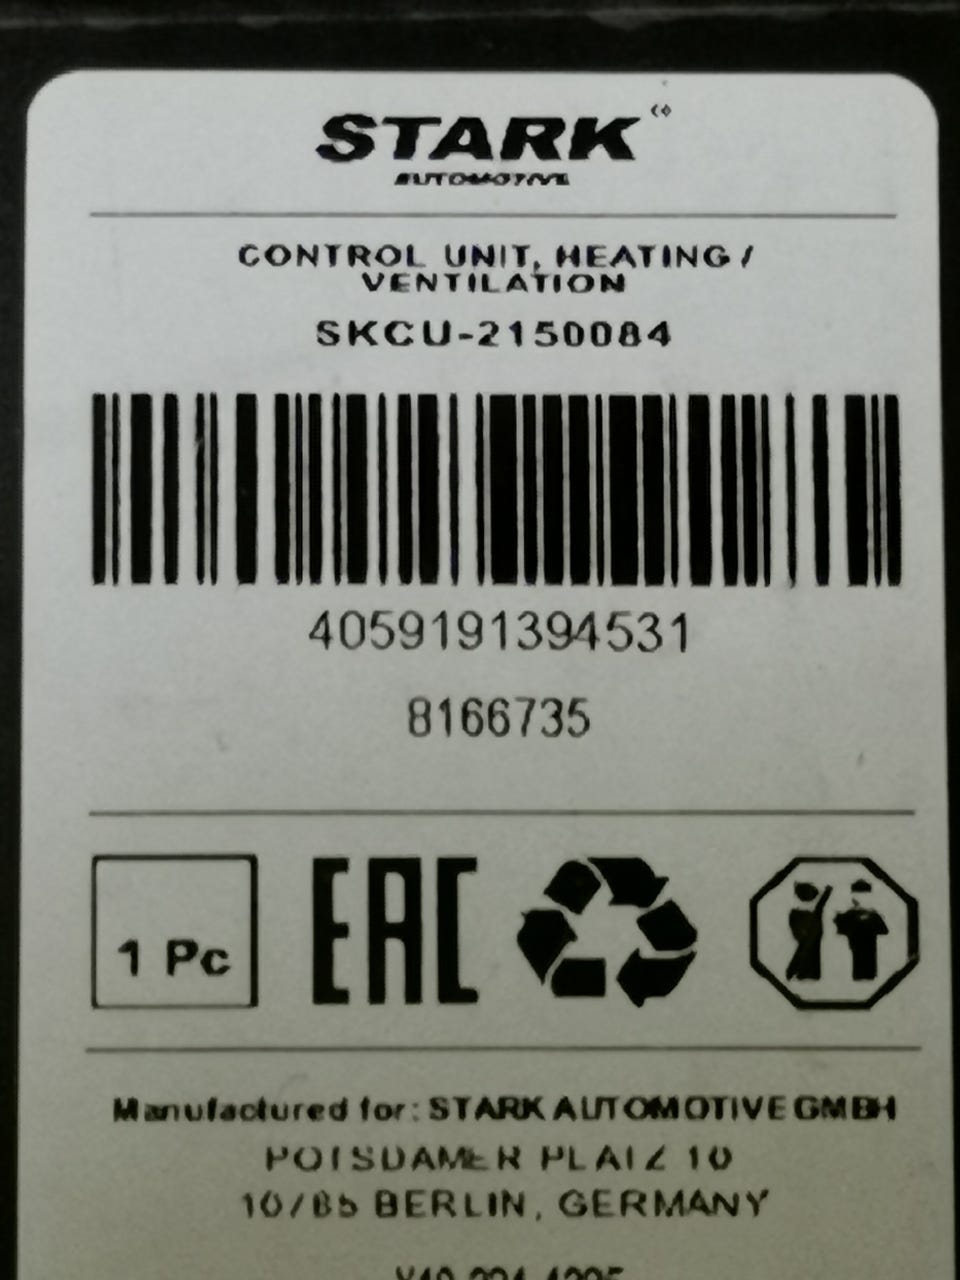 STARK
AUTOMOTIVE
CONTROL UNIT, HEATING /
VENTILATION
SKCU-2150084
4059191394531
8166735
1 Pc
EAC
Manufactured for: STARK AUTOMOTIVE GMBH
POTSDAMER PLATZ 10
10785 BERLIN, GERMANY